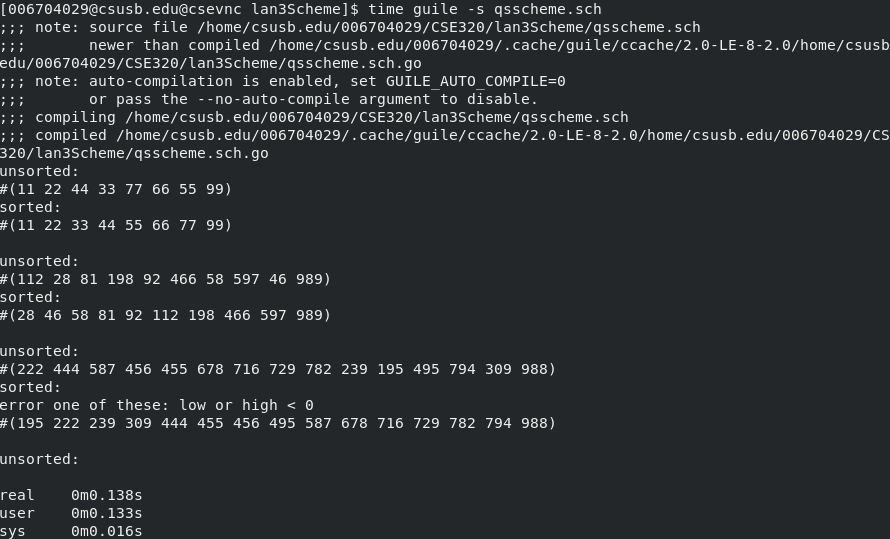 [006704029@csusb.edu@csevnc lan3Scheme]$ time guile -s qsscheme.sch
;;; note: source file /home/csusb.edu/006704029/CSE320/lan3Scheme/qsscheme.sch
;;;       newer than compiled /home/csusb.edu/006704029/.cache/guile/ccache/2.0-LE-8-2.0/home/csusb
edu/006704029/CSE320/lan3Scheme/qsscheme.sch.go
;;; note: auto-compilation is enabled, set GUILE_AUTO_COMPILE=0
;;;       or pass the --no-auto-compile argument to disable.
;;; compiling /home/csusb.edu/006704029/CSE320/lan3Scheme/qsscheme.sch
;;; compiled /home/csusb.edu/006704029/.cache/guile/ccache/2.0-LE-8-2.0/home/csusb.edu/006704029/CS
320/lan3Scheme/qsscheme.sch.go
unsorted:
#(11 22 44 33 77 66 55 99)
sorted:
#(11 22 33 44 55 66 77 99)
unsorted:
#(112 28 81 198 92 466 58 597 46 989)
sorted:
#(28 46 58 81 92 112 198 466 597 989)
unsorted:
#(222 444 587 456 455 678 716 729 782 239 195 495 794 309 988)
sorted:
error one of these: low or high < 0
#(195 222 239 309 444 455 456 495 587 678 716 729 782 794 988)
unsorted:
real    0m0.138s
user    0m0.133s
sys     0m0.016s